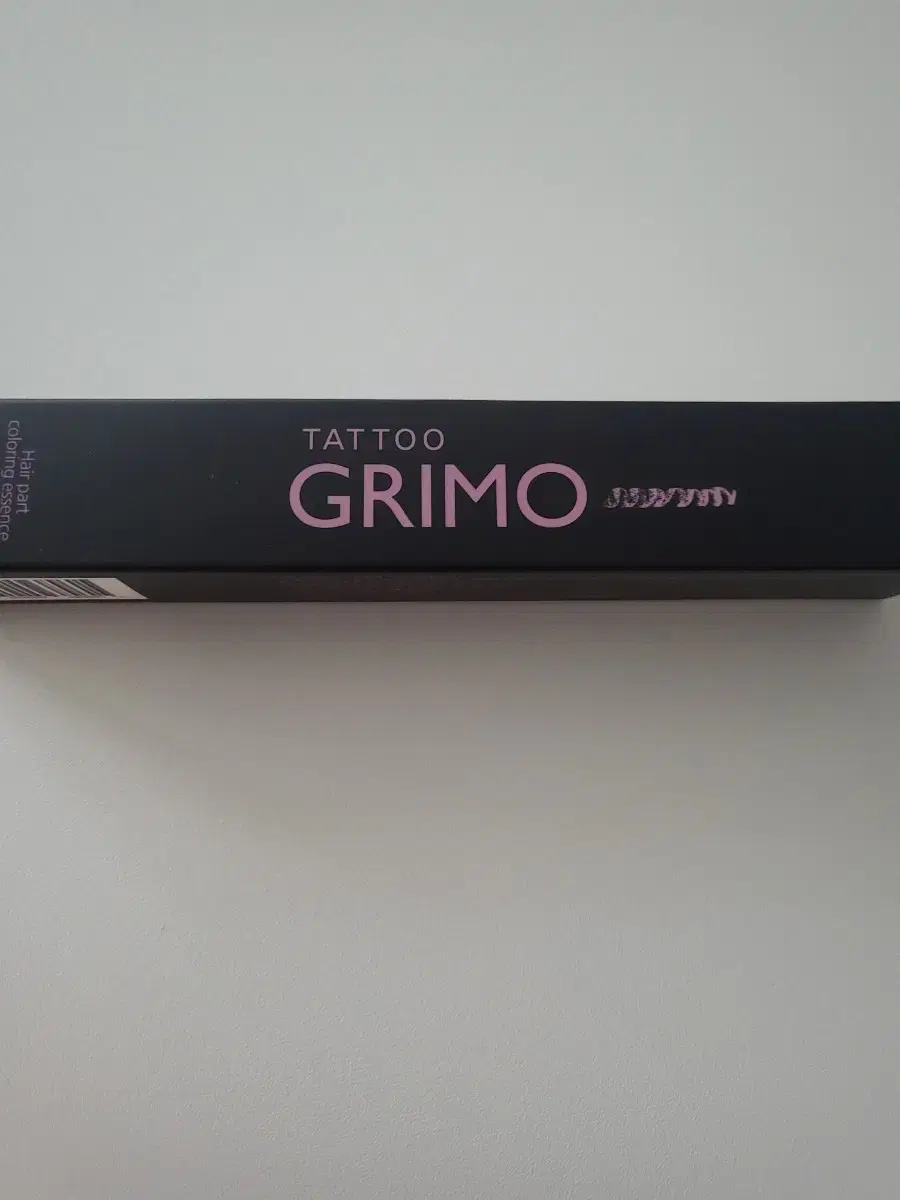 TATTOO
GRIMO
Hair part
coloring essence